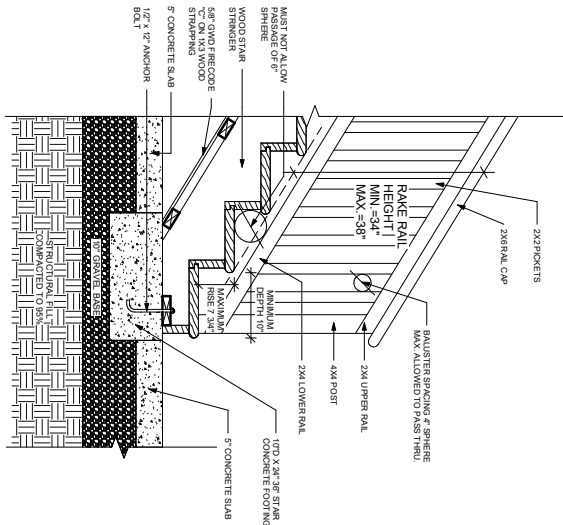 2X2 PICKETS
2X6 RAIL CAP
BALUSTER SPACING 4" SPHERE
MAX. ALLOWED TO PASS THRU.
2X4 UPPER RAIL
4X4 POST
2X4 LOWER RAIL
10"D X 24" 36" STAIR
CONCRETE FOOTING
5" CONCRETE SLAB
RAKE RAIL
HEIGHT
MIN.=34"
MAX.=38"
MINIMUM
DEPTH 10"
MAXIMUM
RISE 7 3/4"
MUST NOT ALLOW
PASSAGE OF 6"
SPHERE
WOOD STAIR
STRINGER
5/8" GWD FIRECODE
"C" ON 1X3 WOOD
STRAPPING
5" CONCRETE SLAB
1/2" x 12" ANCHOR
BOLT
10" GRAVEL BASE
STRUCTURAL FILL
COMPACTED TO 95%